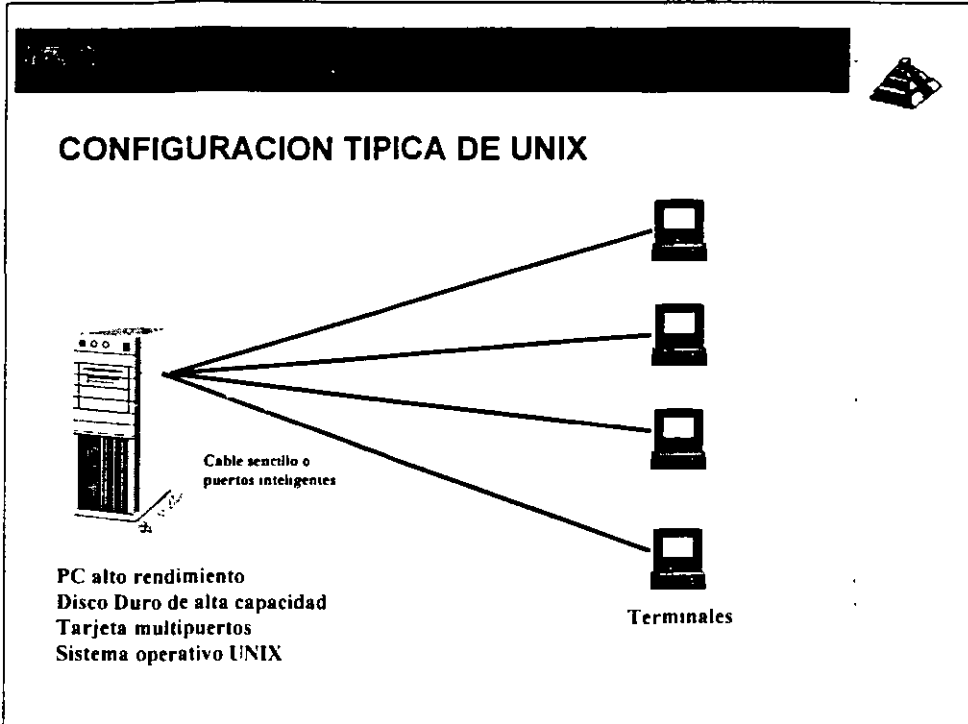 CONFIGURACION TIPICA DE UNIX
Cable sencillo o
puertos inteligentes
PC alto rendimiento
Disco Duro de alta capacidad
Tarjeta multipuertos
Sistema operativo UNIX
Terminales